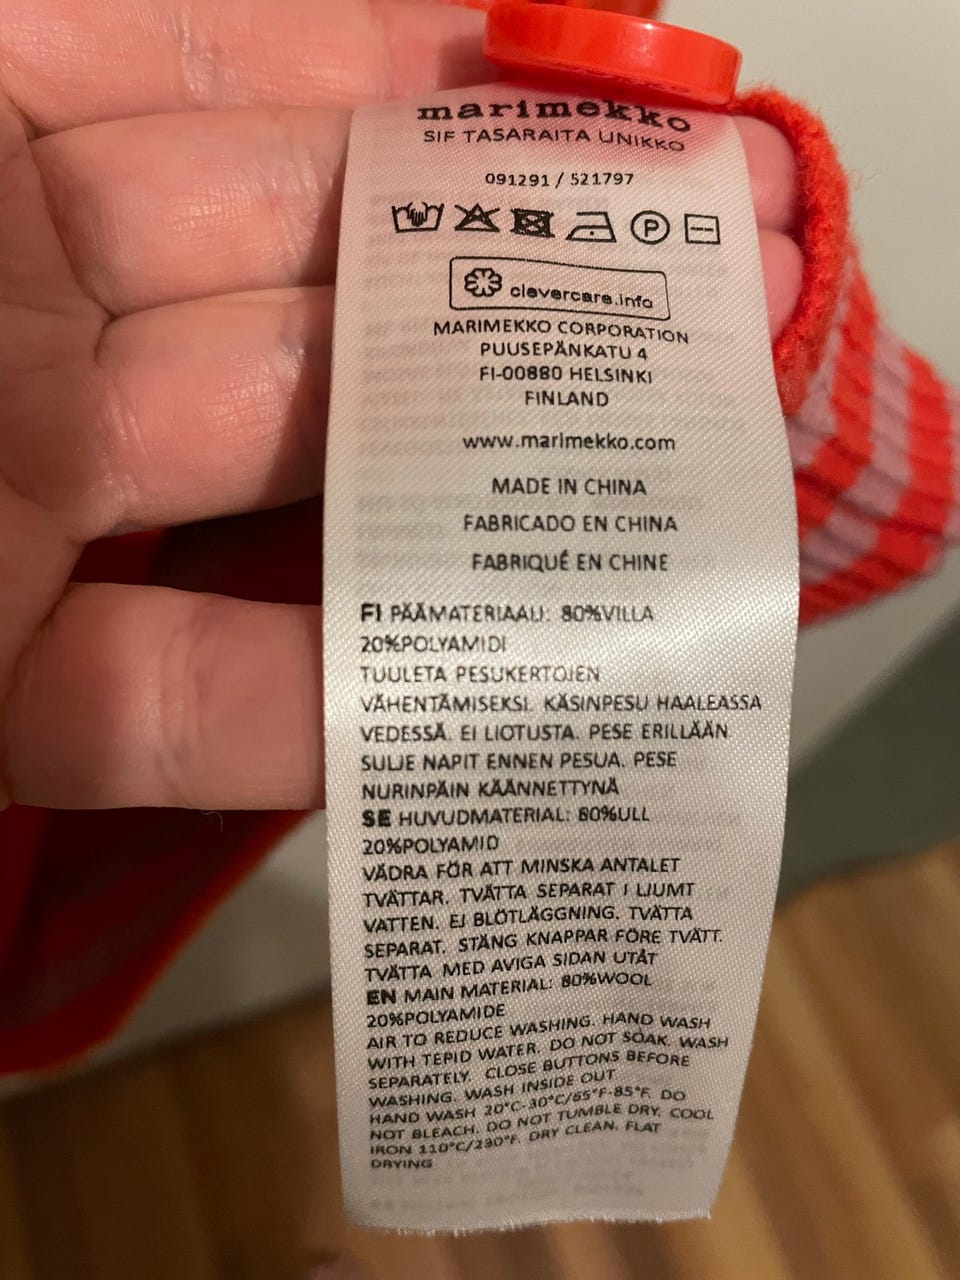 marimekko
SIF TASARAITA UNIKKO
091291 / 521797
P
clevercare.info
MARIMEKKO CORPORATION
PUUSEPÄNKATU 4
FI-00880 HELSINKI
FINLAND
www.marimekko.com
MADE IN CHINA
FABRICADO EN CHINA
FABRIQUÉ EN CHINE
FI PÄÄMATERIAALI: 80%VILLA
20%POLYAMIDI
TUULETA PESUKERTOJEN
VÄHENTÄMISEKSI. KÄSINPESU HAALEASSA
VEDESSÄ. EI LIOTUSTA. PESE ERILLÄÄN.
SULJE NAPIT ENNEN PESUA. PESE
NURINPÄIN KÄÄNNETTYNÄ
SE HUVUDMATERIAL: 80%ULL
20%POLYAMID
VÄDRA FÖR ATT MINSKA ANTALET
TVÄTTAR. TVÄTTA SEPARAT I LJUMT
VATTEN. EJ BLÖTLÄGGNING. TVÄTTA
SEPARAT. STÄNG KNAPPAR FÖRE TVÄTT.
TVÄTTA MED AVIGA SIDAN UTÅT
EN MAIN MATERIAL: 80%WOOL
20%POLYAMIDE
AIR TO REDUCE WASHING. HAND WASH
WITH TEPID WATER. DO NOT SOAK. WASH
SEPARATELY. CLOSE BUTTONS BEFORE
WASHING. WASH INSIDE OUT
HAND WASH 20°C-30°C/65°F-85°F. DO
NOT BLEACH. DO NOT TUMBLE DRY. COOL
IRON 110°C/230°F. DRY CLEAN. FLAT
DRYING